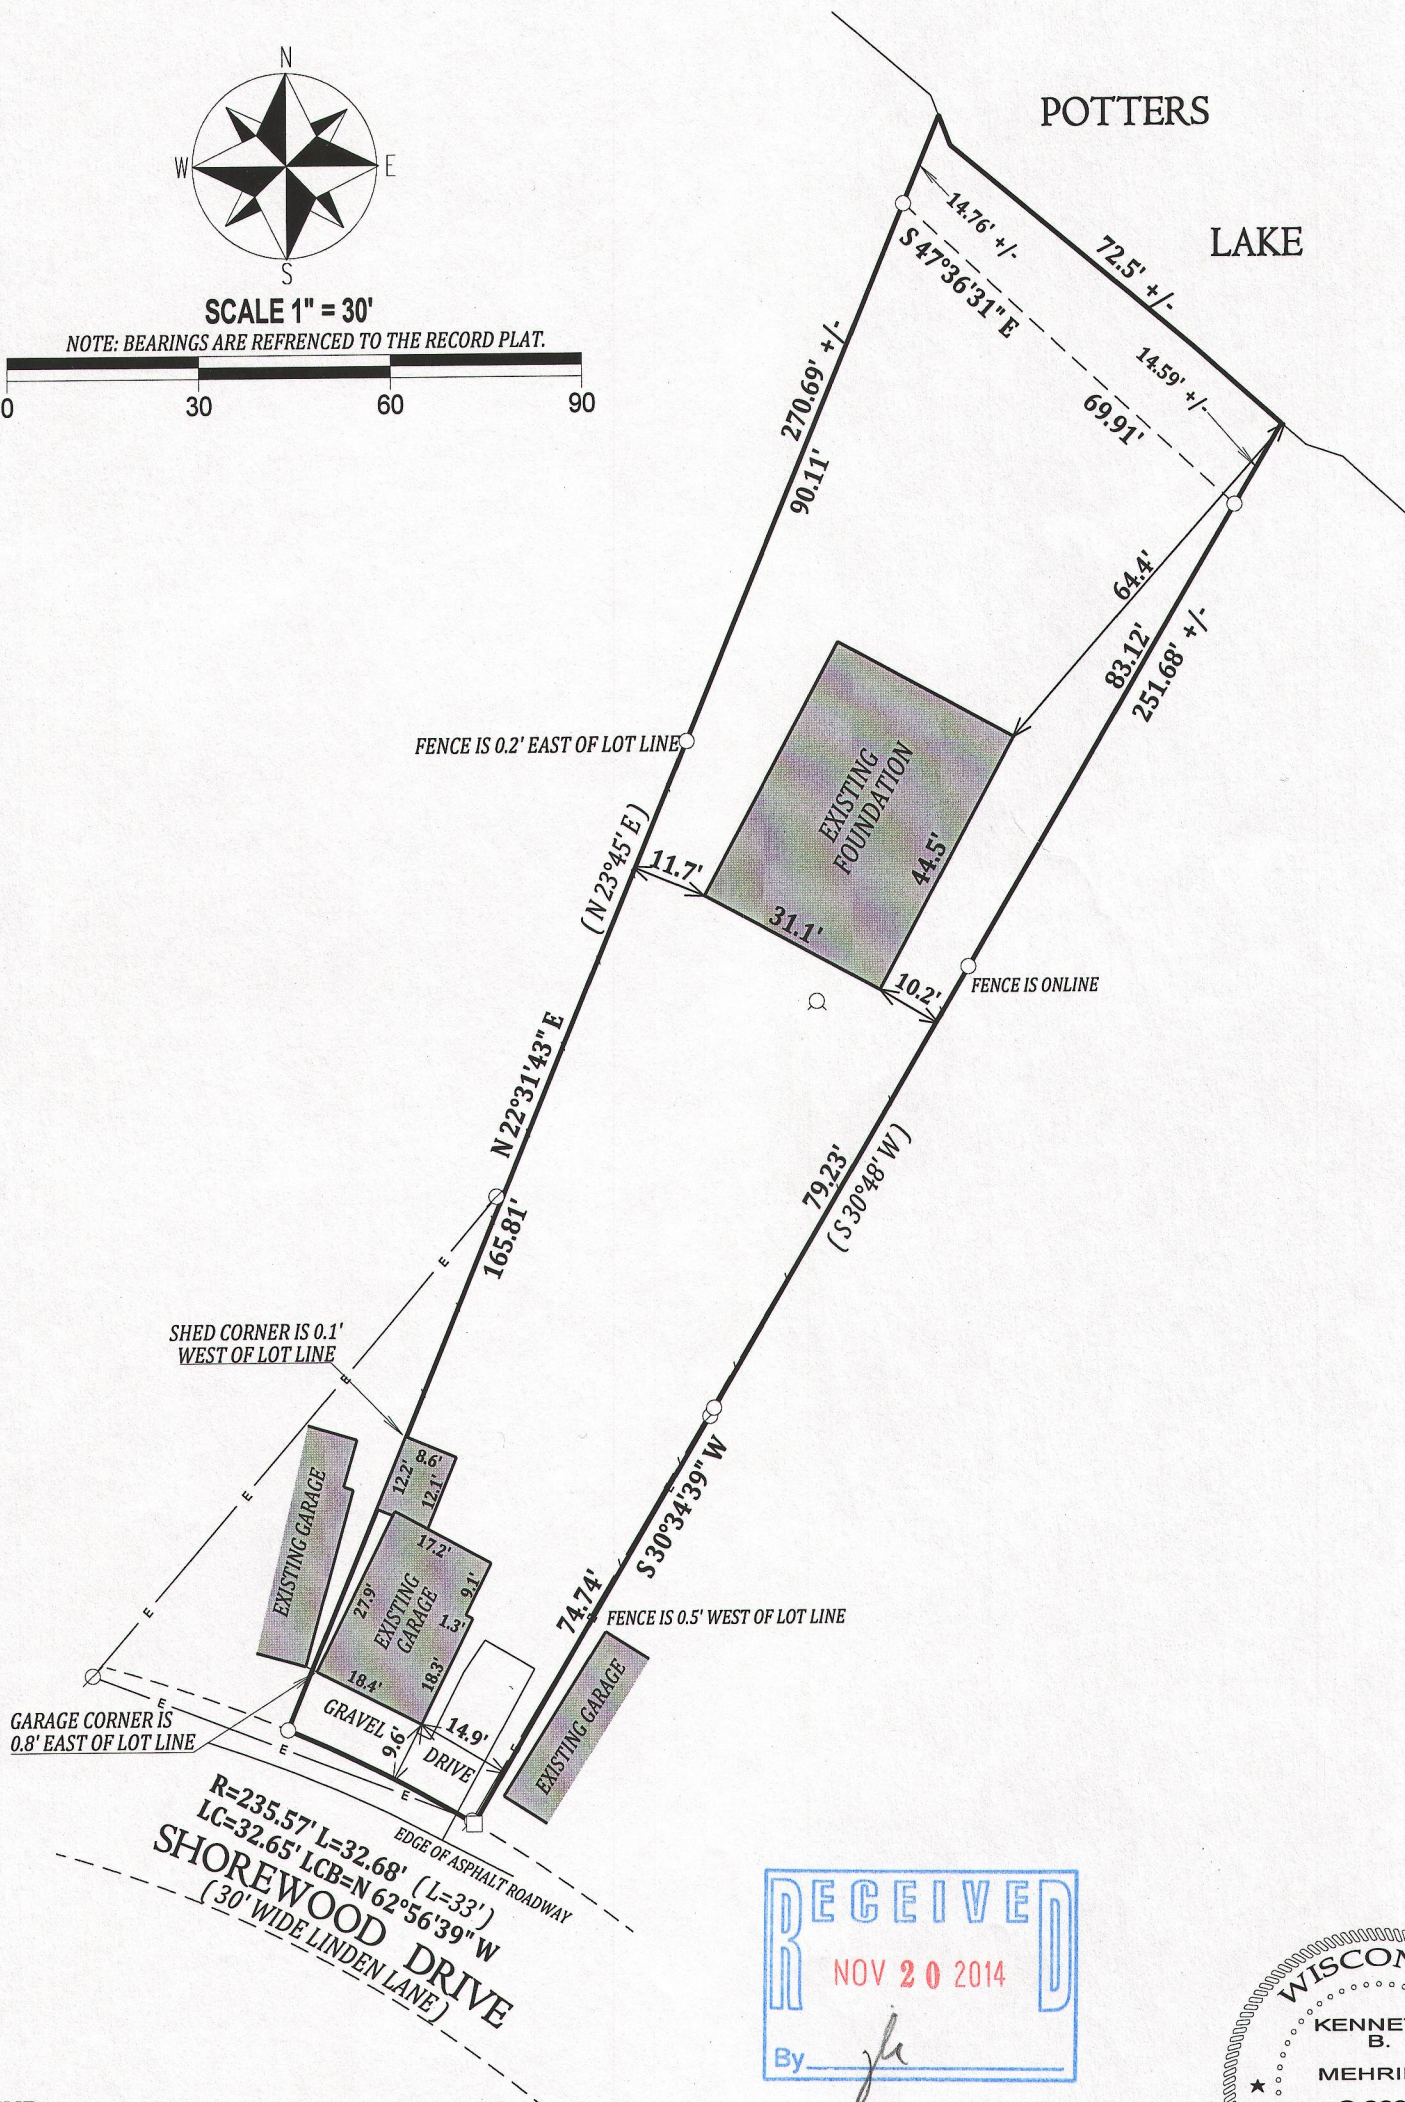 N
W
E
S
SCALE 1" = 30'
NOTE: BEARINGS ARE REFRENCED TO THE RECORD PLAT.
0 30 60 90
POTTERS
LAKE
14.76' +/-
72.5' +/-
S 47°36'31" E
69.91'
14.59' +/-
270.69' +/-
90.11'
64.4'
83.12'
251.68' +/-
FENCE IS 0.2' EAST OF LOT LINE
EXISTING
FOUNDATION
44.5'
31.1'
11.7'
10.2'
( N 23°45' E )
FENCE IS ONLINE
N 22°31'43" E
165.81'
79.23'
( S 30°48' W )
E
E
E
E
SHED CORNER IS 0.1'
WEST OF LOT LINE
8.6'
12.2'
12.1'
EXISTING GARAGE
17.2'
27.9'
EXISTING
GARAGE
9.1'
1.3'
18.3'
18.4'
S 30°34'39" W
74.74'
FENCE IS 0.5' WEST OF LOT LINE
EXISTING GARAGE
GARAGE CORNER IS
0.8' EAST OF LOT LINE
E
E
E
GRAVEL
DRIVE
9.6'
14.9'
EDGE OF ASPHALT ROADWAY
R=235.57' L=32.68' ( L=33' )
LC=32.65' LCB=N 62°56'39" W
SHOREWOOD DRIVE
( 30' WIDE LINDEN LANE )
RECEIVED
NOV 20 2014
By
WISCON
KENNE
B.
MEHRI